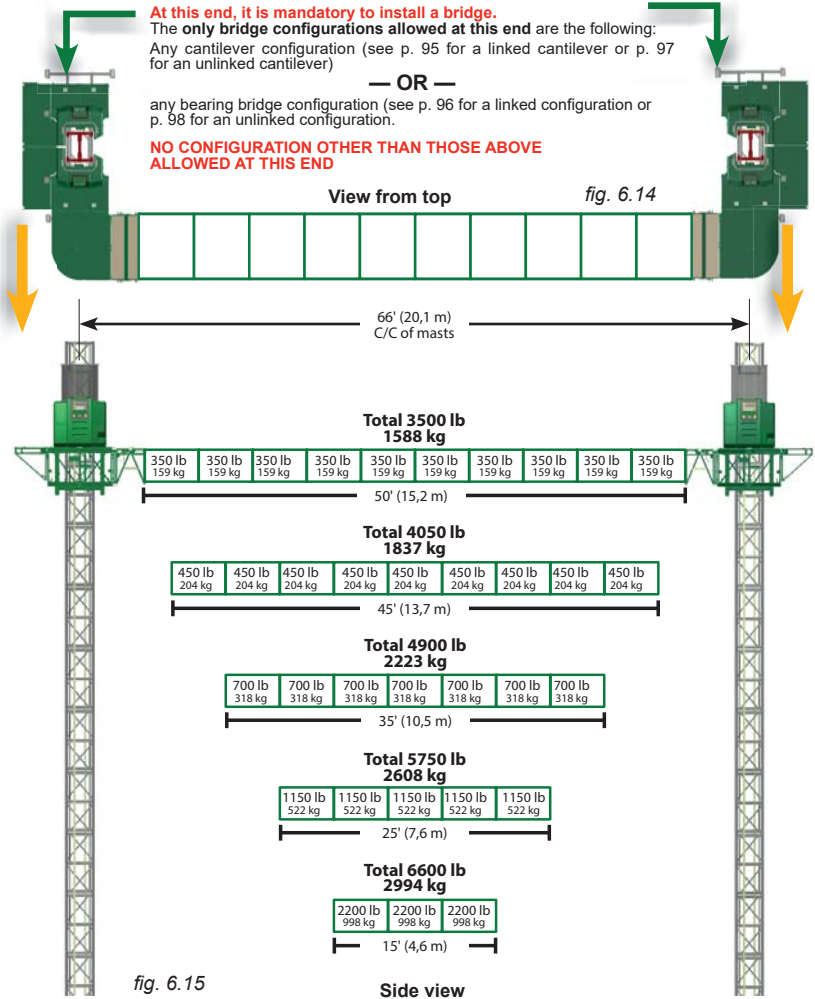 At this end, it is mandatory to install a bridge.
The only bridge configurations allowed at this end are the following:
Any cantilever configuration (see p. 95 for a linked cantilever or p. 97
for an unlinked cantilever)
— OR —
any bearing bridge configuration (see p. 96 for a linked configuration or
p. 98 for an unlinked configuration.
NO CONFIGURATION OTHER THAN THOSE ABOVE
ALLOWED AT THIS END
View from top
fig. 6.14
66' (20,1 m)
C/C of masts
Total 3500 lb
1588 kg
350 lb 350 lb 350 lb 350 lb 350 lb 350 lb 350 lb 350 lb 350 lb 350 lb
159 kg 159 kg 159 kg 159 kg 159 kg 159 kg 159 kg 159 kg 159 kg 159 kg
50' (15,2 m)
Total 4050 lb
1837 kg
450 lb 450 lb 450 lb 450 lb 450 lb 450 lb 450 lb 450 lb 450 lb
204 kg 204 kg 204 kg 204 kg 204 kg 204 kg 204 kg 204 kg 204 kg
45' (13,7 m)
Total 4900 lb
2223 kg
700 lb 700 lb 700 lb 700 lb 700 lb 700 lb 700 lb
318 kg 318 kg 318 kg 318 kg 318 kg 318 kg 318 kg
35' (10,5 m)
Total 5750 lb
2608 kg
1150 lb 1150 lb 1150 lb 1150 lb 1150 lb
522 kg 522 kg 522 kg 522 kg 522 kg
25' (7,6 m)
Total 6600 lb
2994 kg
2200 lb 2200 lb 2200 lb
998 kg 998 kg 998 kg
15' (4,6 m)
fig. 6.15
Side view